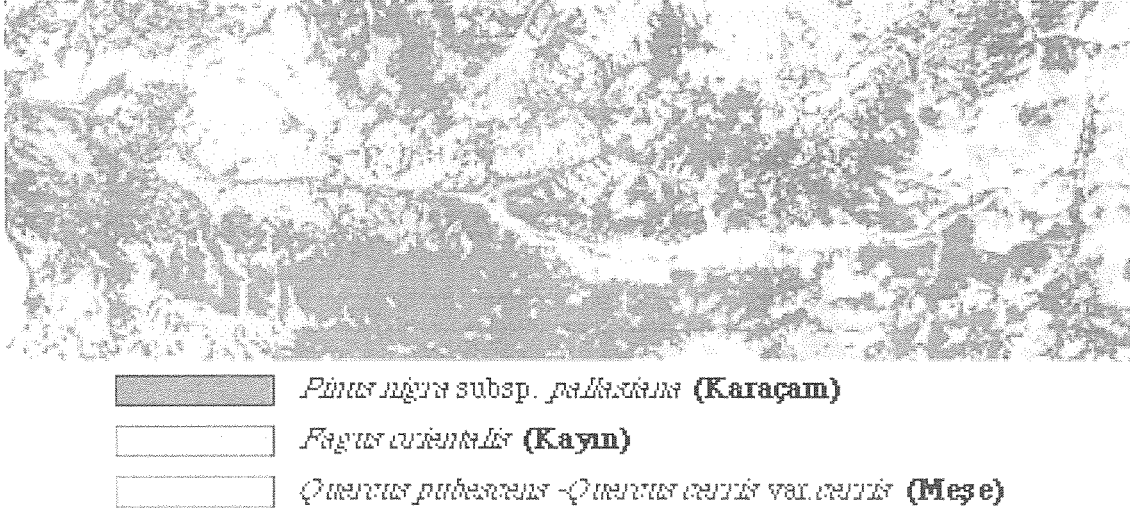 Pinus nigra subsp. pallasiana (Karaçam)
Fagus orientalis (Kayın)
Quercus pubescens -Quercus cerris var. cerris (Meşe)